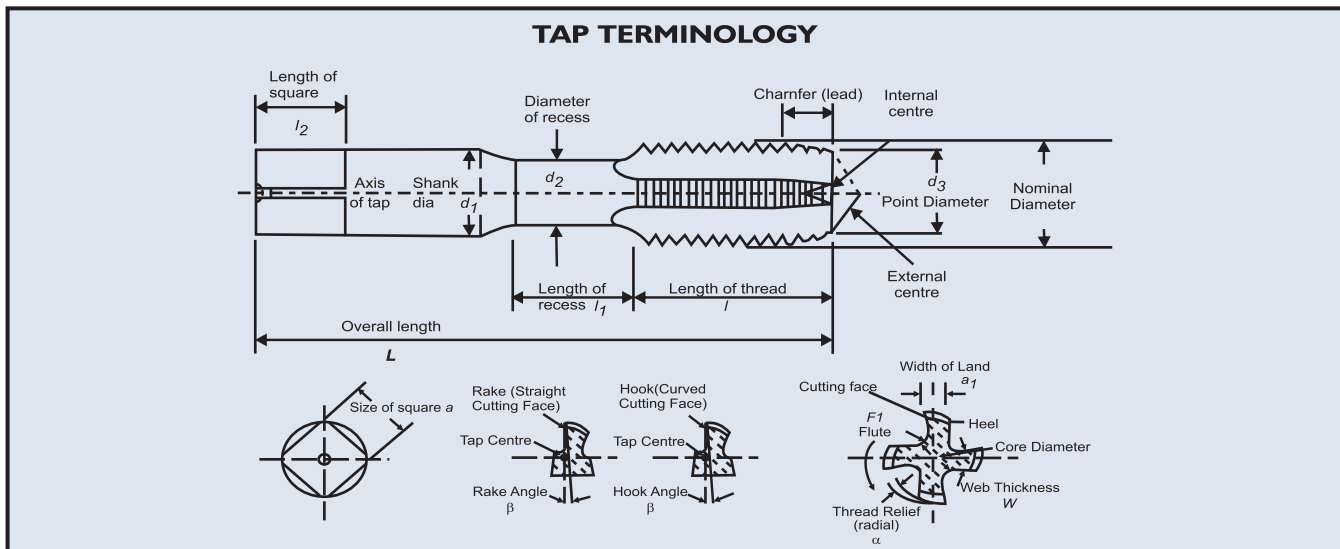 TAP TERMINOLOGY
Length of
square
l2
Diameter
of recess
Charnfer (lead)
Internal
centre
Axis
of tap
Shank
dia
d1
d2
d3
Point Diameter
Nominal
Diameter
External
centre
Length of
recess l1
Length of thread
l
Overall length
L
Size of square a
Rake (Straight
Cutting Face)
Tap Centre
Rake Angle
β
Hook(Curved
Cutting Face)
Tap Centre
Hook Angle
β
Width of Land
a1
Cutting face
Heel
F1
Flute
Core Diameter
Web Thickness
W
Thread Relief
(radial)
α